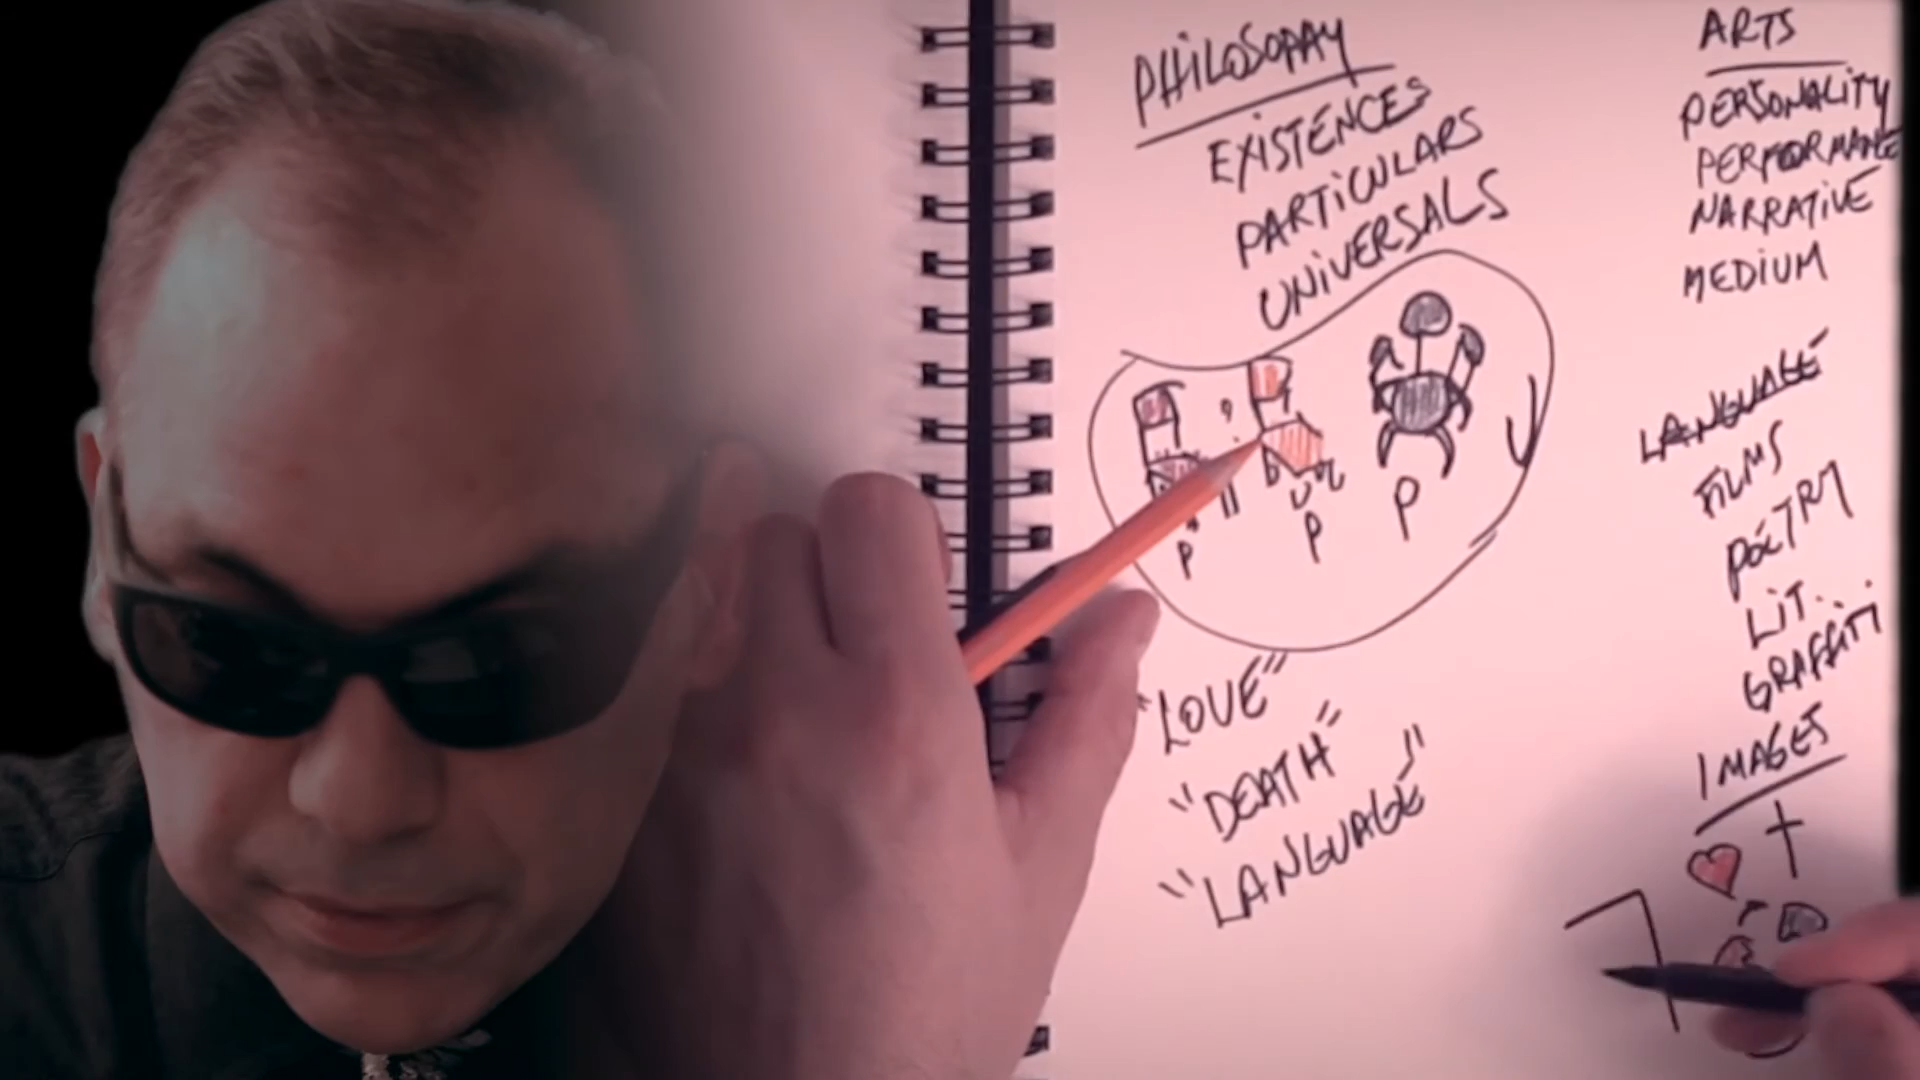 PHILOSOPHY
EXISTENCES
PARTICULARS
UNIVERSALS
P
P
P
U
"LOVE"
"DEATH"
"LANGUAGE"
ARTS
PERSONALITY
PERFORMANCE
NARRATIVE
MEDIUM
LANGUAGE
FILMS
POETRY
LIT.
GRAFFITI
IMAGES